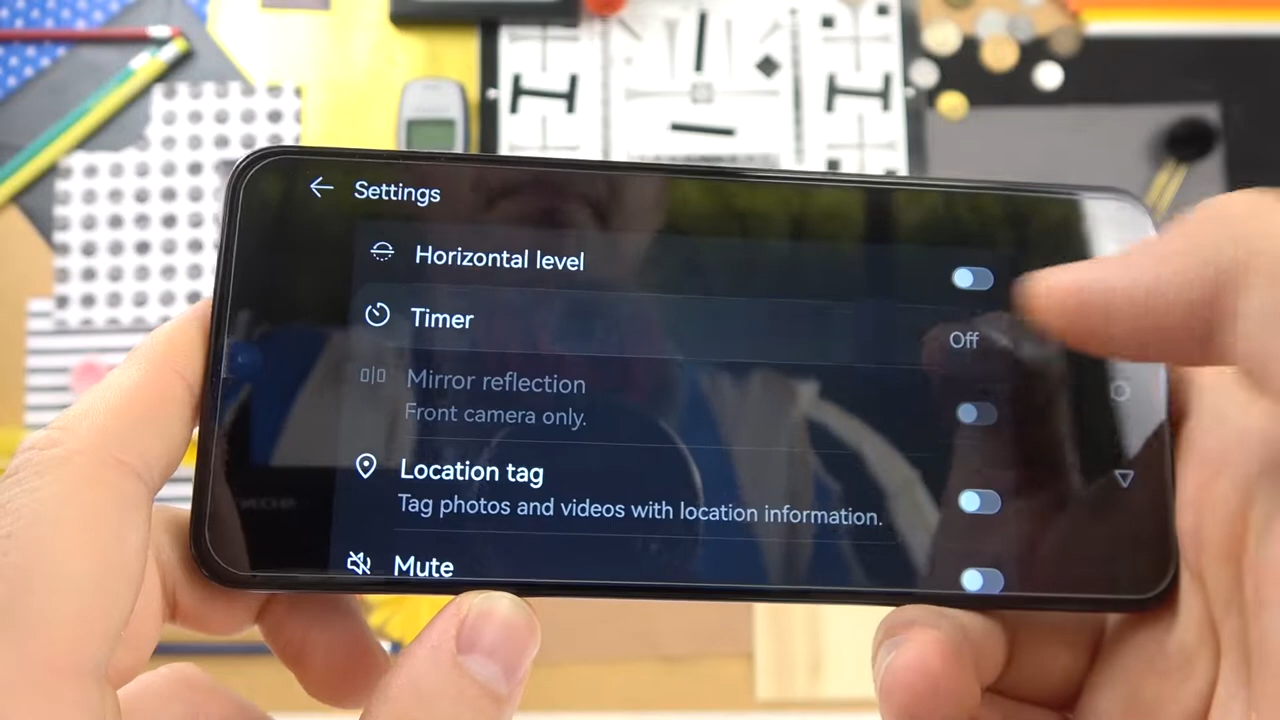 Settings
Horizontal level
Timer
Off
Mirror reflection
Front camera only.
Location tag
Tag photos and videos with location information.
Mute